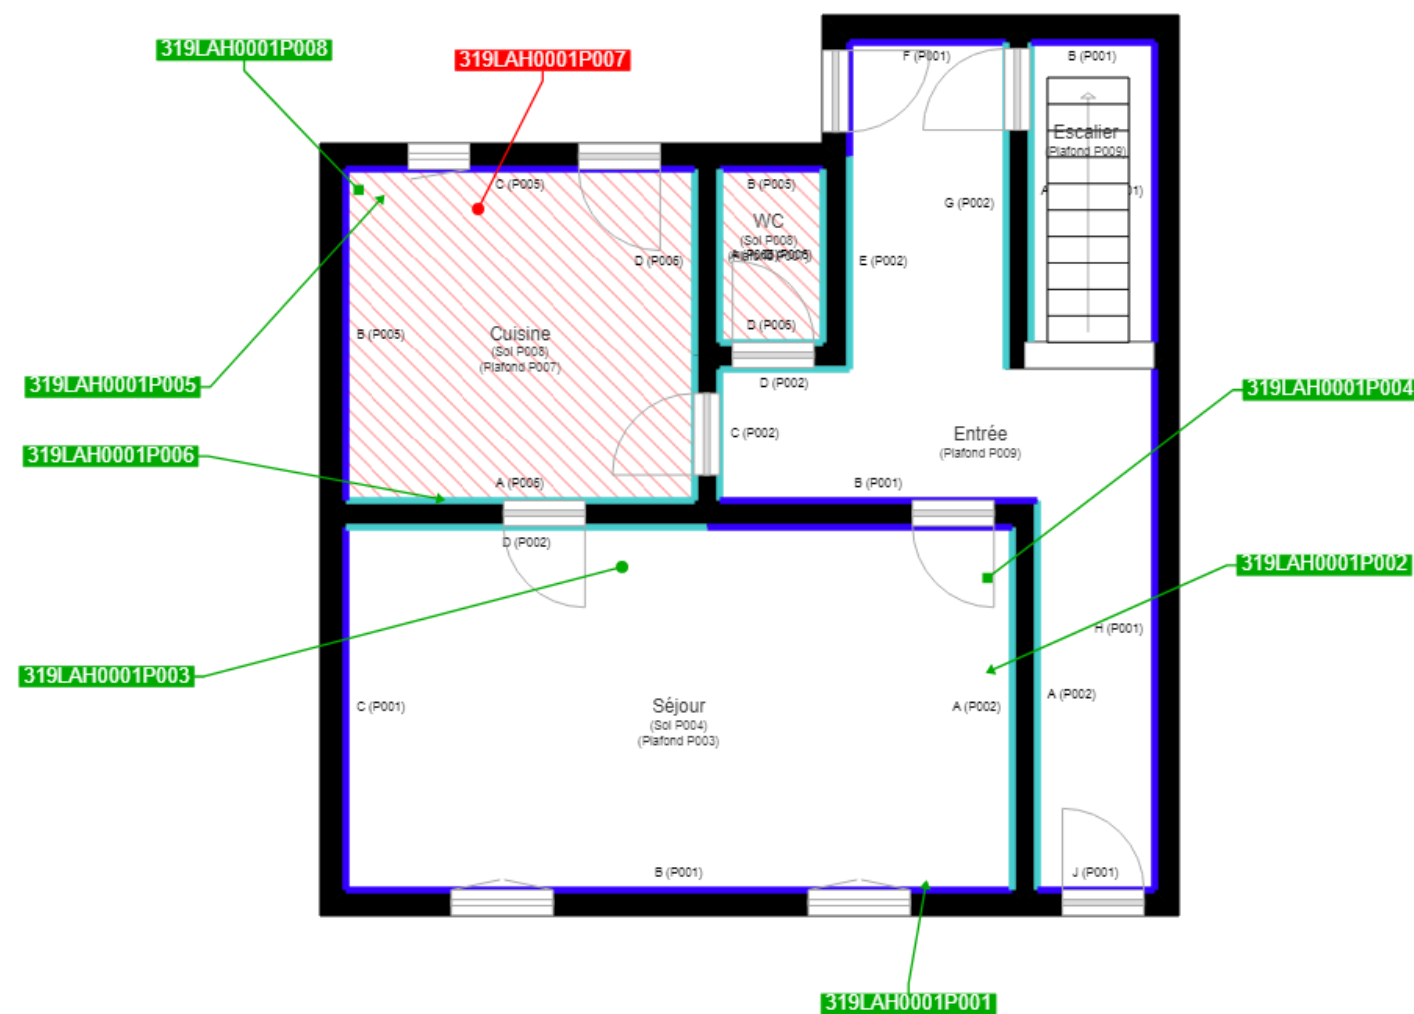 319LAH0001P008
319LAH0001P007
F (P001)
B (P001)
Escalier
(Plafond P009)
C (P005)
B (P005)
G (P002)
WC
(Sol P008)
D (P006)
E (P002)
Cuisine
(Sol P008)
(Plafond P007)
B (P005)
D (P006)
319LAH0001P005
D (P002)
319LAH0001P004
C (P002)
Entrée
(Plafond P009)
319LAH0001P006
A (P006)
B (P001)
D (P002)
319LAH0001P002
H (P001)
319LAH0001P003
A (P002)
C (P001)
Séjour
(Sol P004)
(Plafond P003)
A (P002)
B (P001)
J (P001)
319LAH0001P001